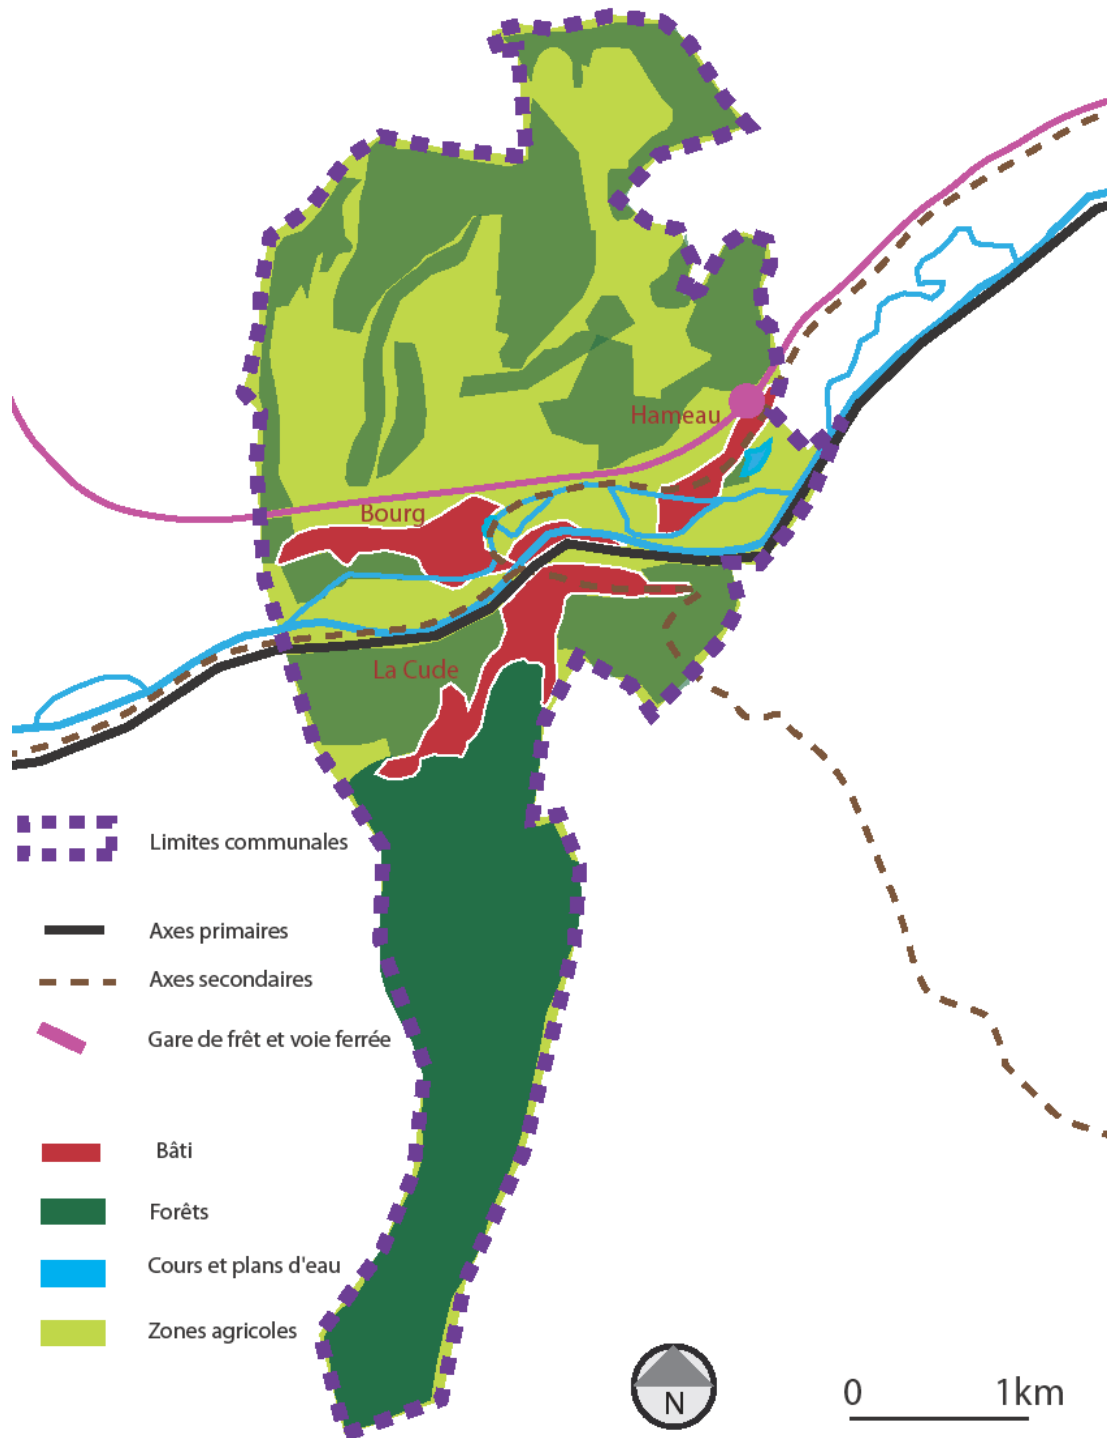 Hameau
Bourg
La Cude
Limites communales
Axes primaires
Axes secondaires
Gare de frêt et voie ferrée
Bâti
Forêts
Cours et plans d'eau
Zones agricoles
N
0 1km